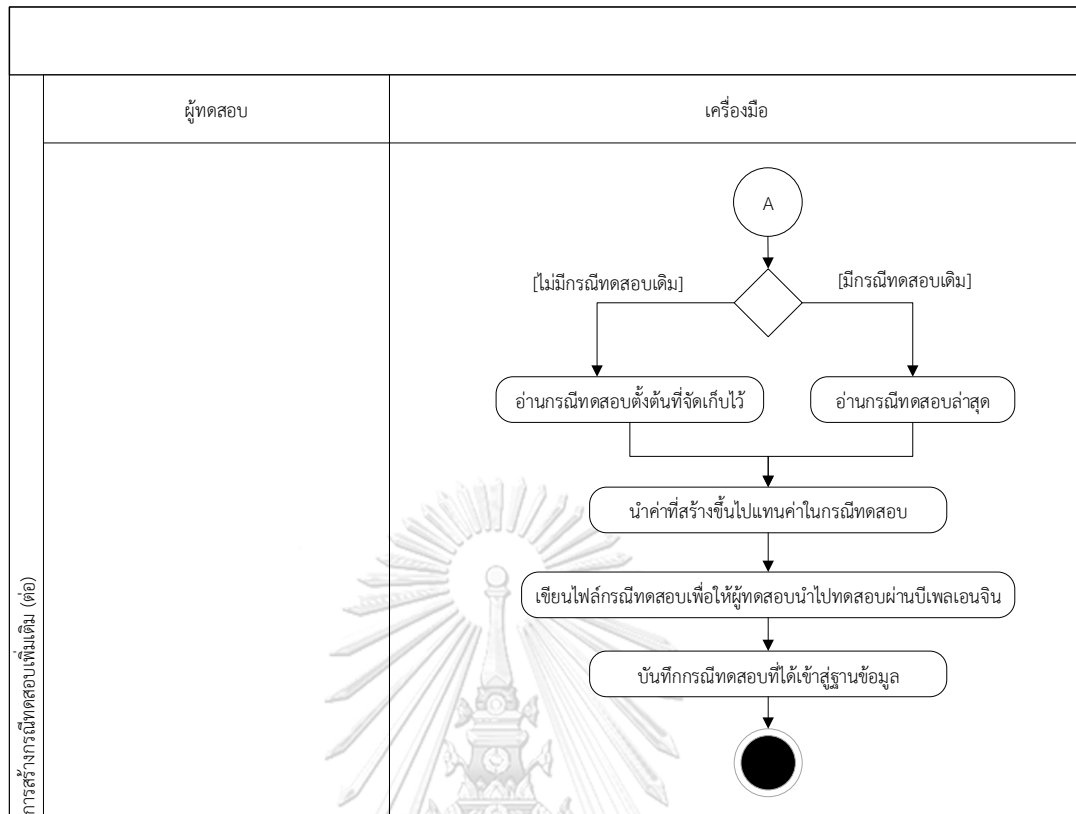 ผู้ทดสอบ
เครื่องมือ
A
[ไม่มีกรณีทดสอบเดิม]
[มีกรณีทดสอบเดิม]
อ่านกรณีทดสอบตั้งต้นที่จัดเก็บไว้
อ่านกรณีทดสอบล่าสุด
นำค่าที่สร้างขึ้นไปแทนค่าในกรณีทดสอบ
เขียนไฟล์กรณีทดสอบเพื่อให้ผู้ทดสอบนำไปทดสอบผ่านบีเพลเอนจิน
บันทึกกรณีทดสอบที่ได้เข้าสู่ฐานข้อมูล
การสร้างกรณีทดสอบเพิ่มเติม (ต่อ)